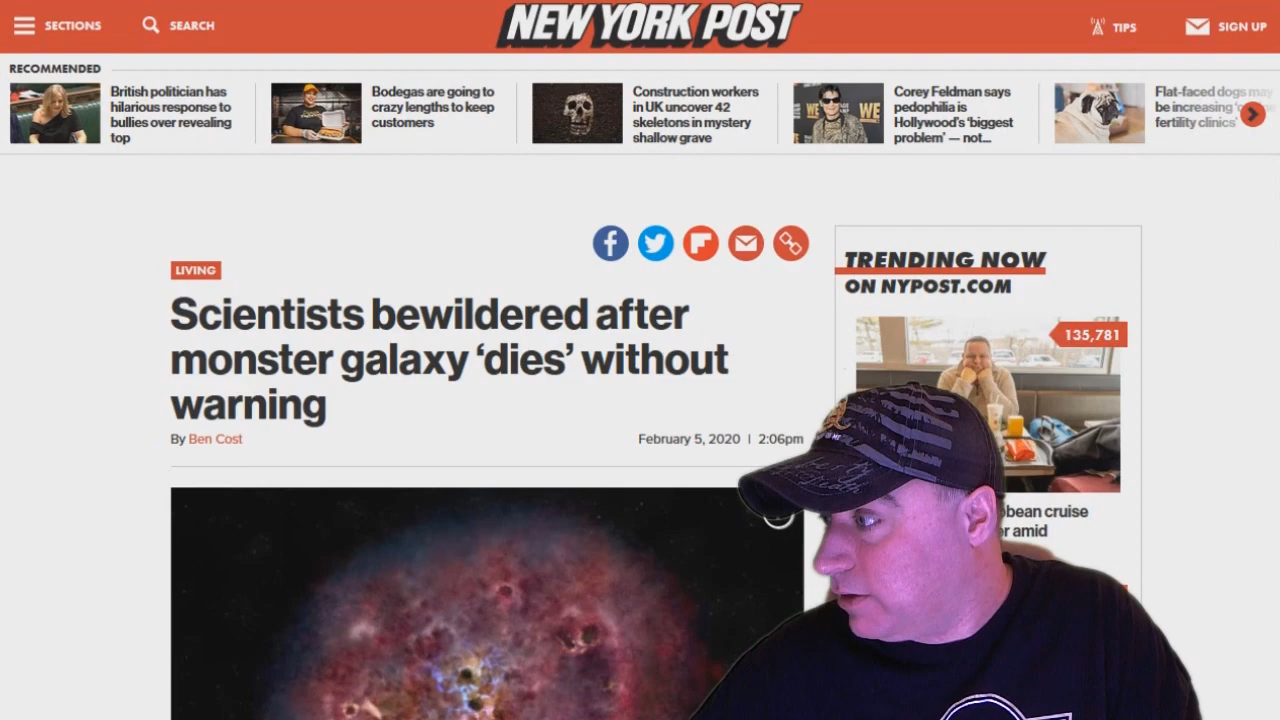 SECTIONS
SEARCH
NEW YORK POST
TIPS
SIGN UP
RECOMMENDED
British politician has
hilarious response to
bullies over revealing
top
Bodegas are going to
crazy lengths to keep
customers
Construction workers
in UK uncover 42
skeletons in mystery
shallow grave
Corey Feldman says
pedophilia is
Hollywood's 'biggest
problem' — not...
Flat-faced dogs may
be increasing
fertility clinics'
LIVING
Scientists bewildered after
monster galaxy 'dies' without
warning
By Ben Cost
February 5, 2020 | 2:06pm
TRENDING NOW
ON NYPOST.COM
135,781
cruise
amid